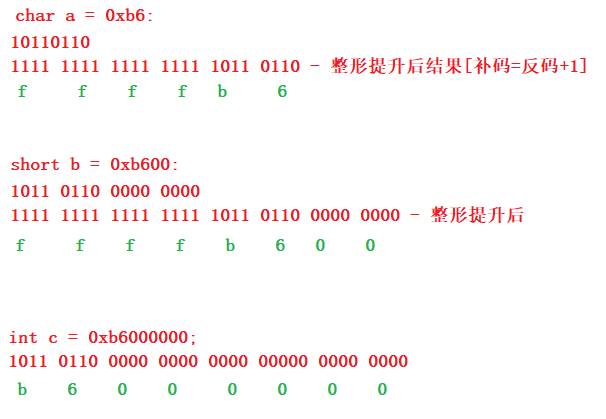 char a = 0xb6:
10110110
1111 1111 1111 1111 1011 0110 - 整形提升后结果[补码=反码+1]
f f f f b 6
short b = 0xb600:
1011 0110 0000 0000
1111 1111 1111 1111 1011 0110 0000 0000 - 整形提升后
f f f f b 6 0 0
int c = 0xb6000000;
1011 0110 0000 0000 0000 00000 0000 0000
b 6 0 0 0 0 0 0